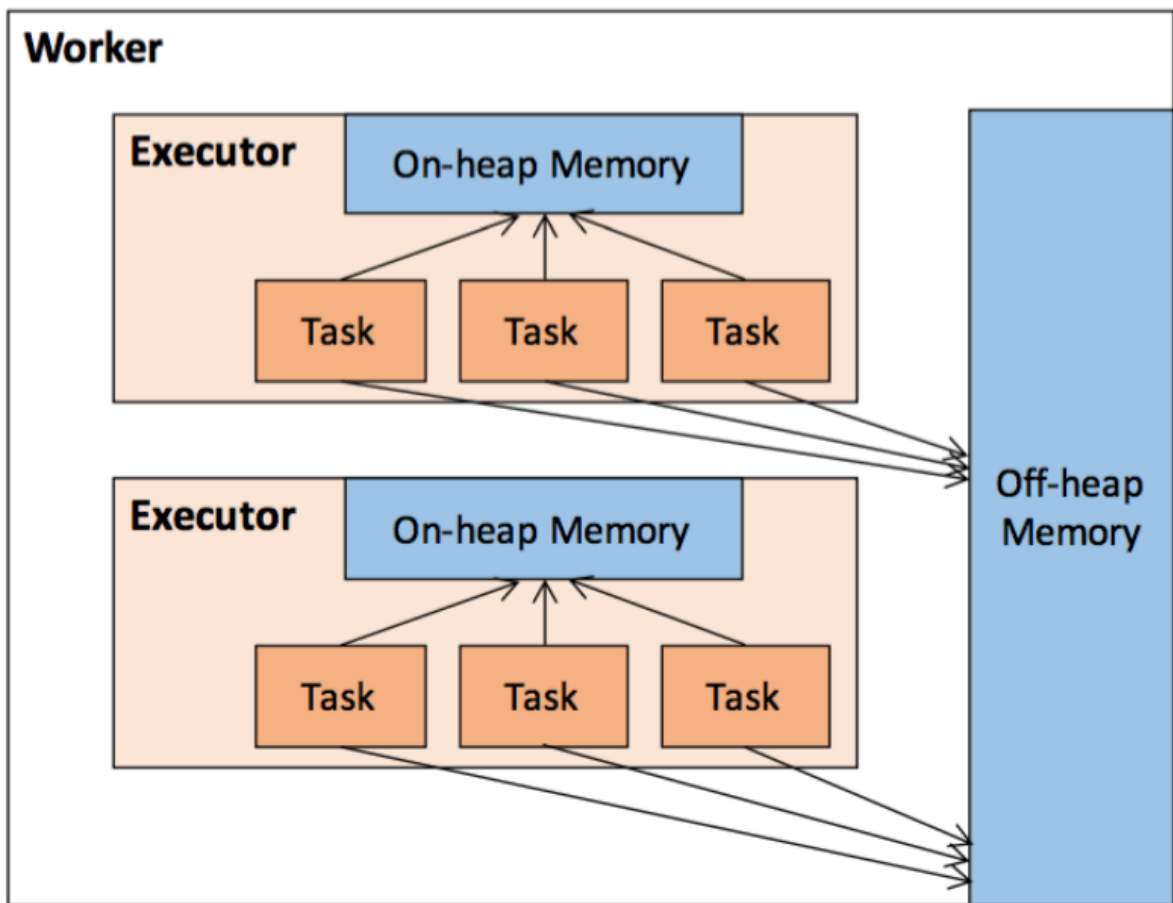 Worker
Executor
On-heap Memory
Task
Task
Task
Executor
On-heap Memory
Task
Task
Task
Off-heap
Memory